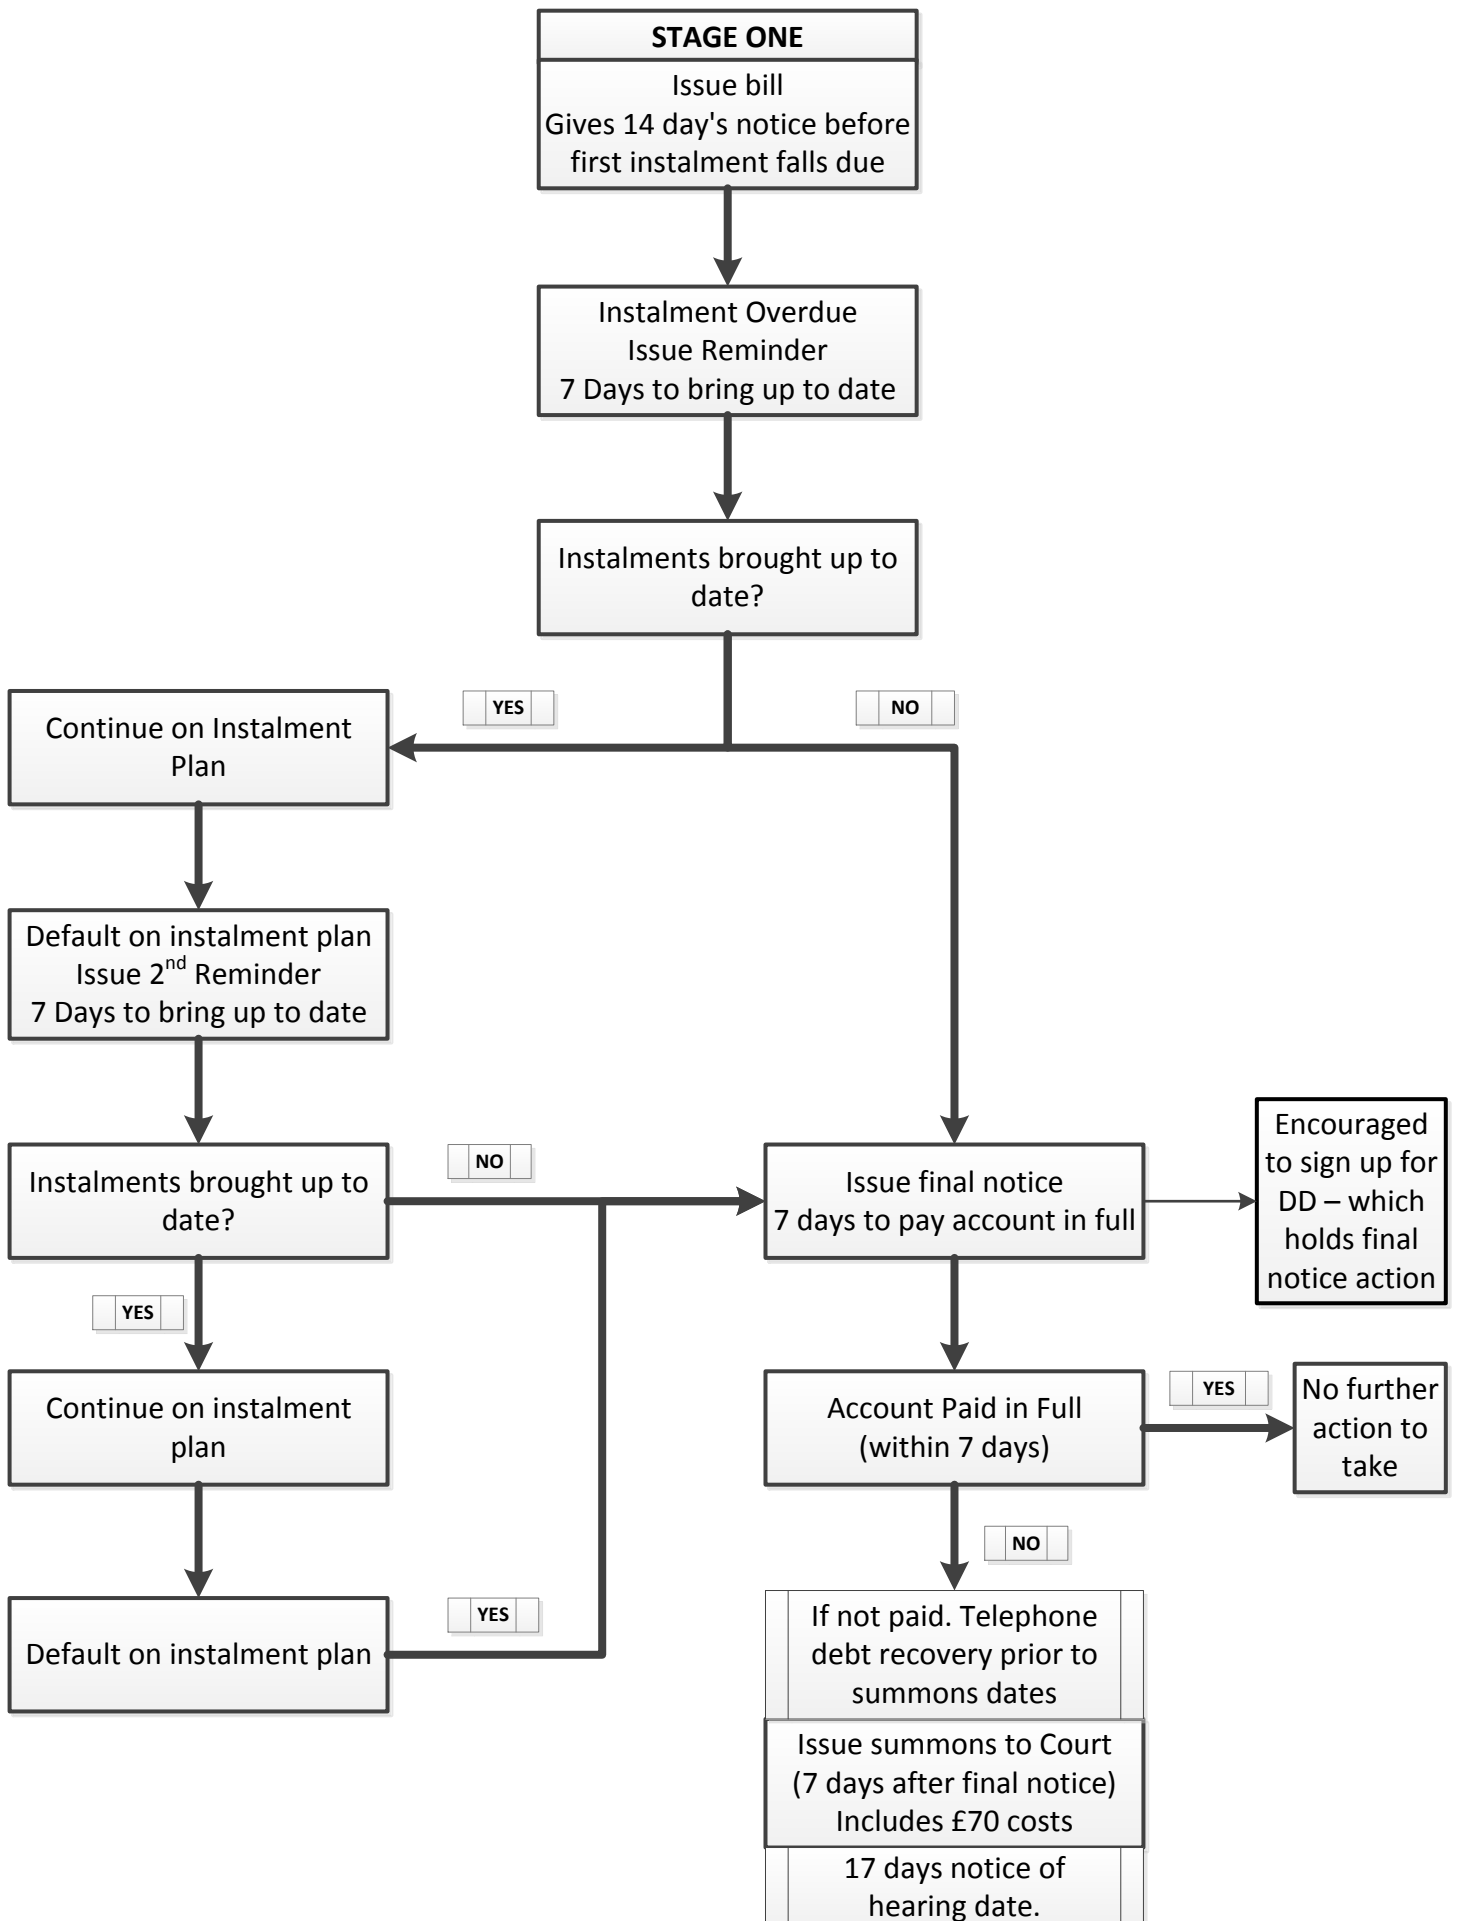 STAGE ONE
Issue bill
Gives 14 day's notice before
first instalment falls due
Instalment Overdue
Issue Reminder
7 Days to bring up to date
Instalments brought up to
date?
YES
NO
Continue on Instalment
Plan
Default on instalment plan
Issue 2nd Reminder
7 Days to bring up to date
Instalments brought up to
date?
NO
Issue final notice
7 days to pay account in full
Encouraged
to sign up for
DD – which
holds final
notice action
YES
Continue on instalment
plan
Account Paid in Full
(within 7 days)
YES
No further
action to
take
NO
Default on instalment plan
YES
If not paid. Telephone
debt recovery prior to
summons dates
Issue summons to Court
(7 days after final notice)
Includes £70 costs
17 days notice of
hearing date.